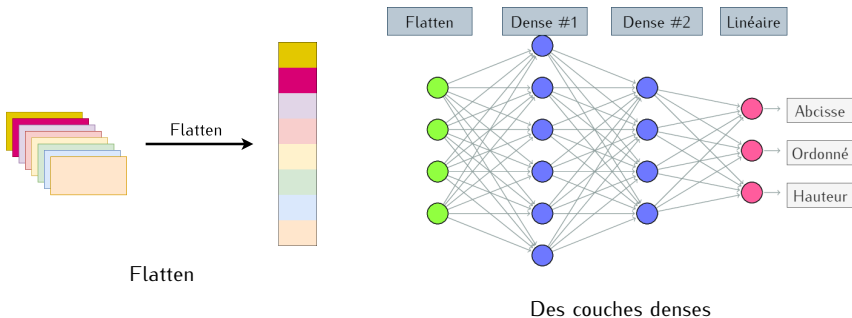 Flatten
Flatten
Flatten
Dense #1
Dense #2
Linéaire
Abcisse
Ordonné
Hauteur
Des couches denses